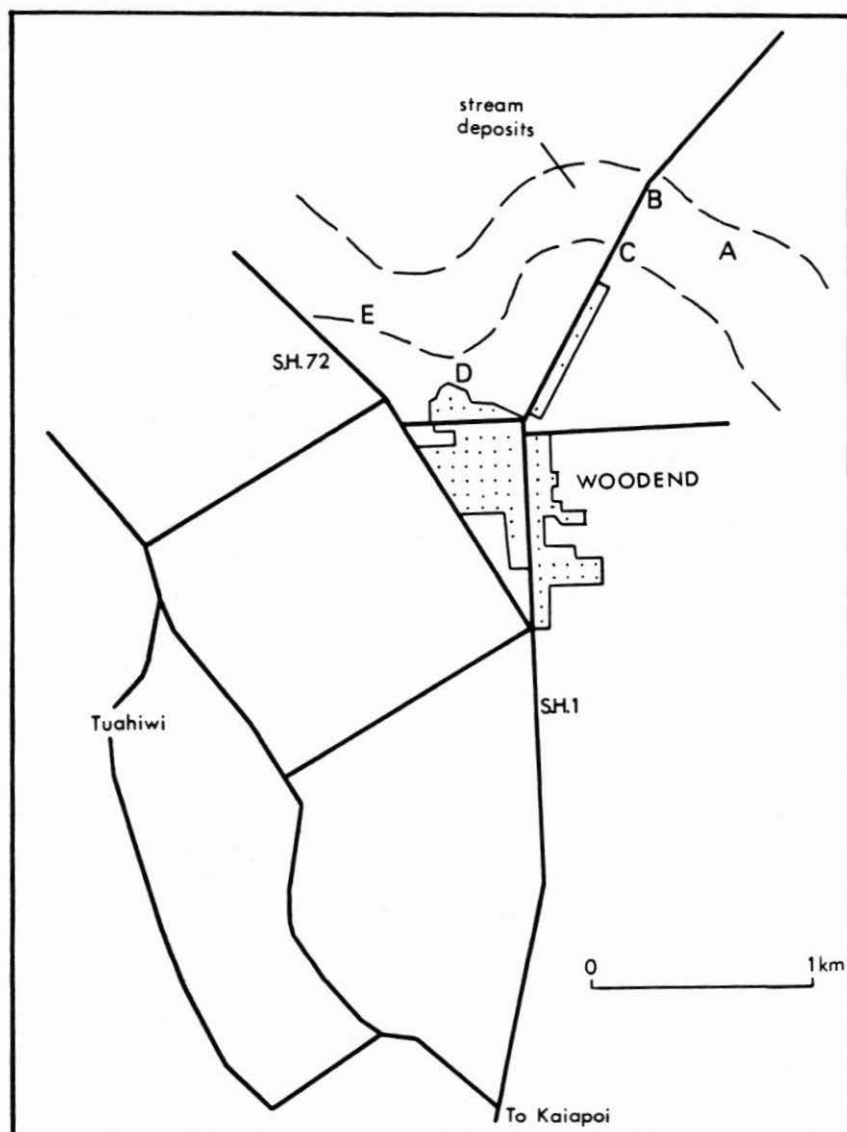 stream
deposits
B
C
A
E
S.H.72
D
WOODEND
S.H.1
Tuahiwi
0 1km
To Kaiapoi